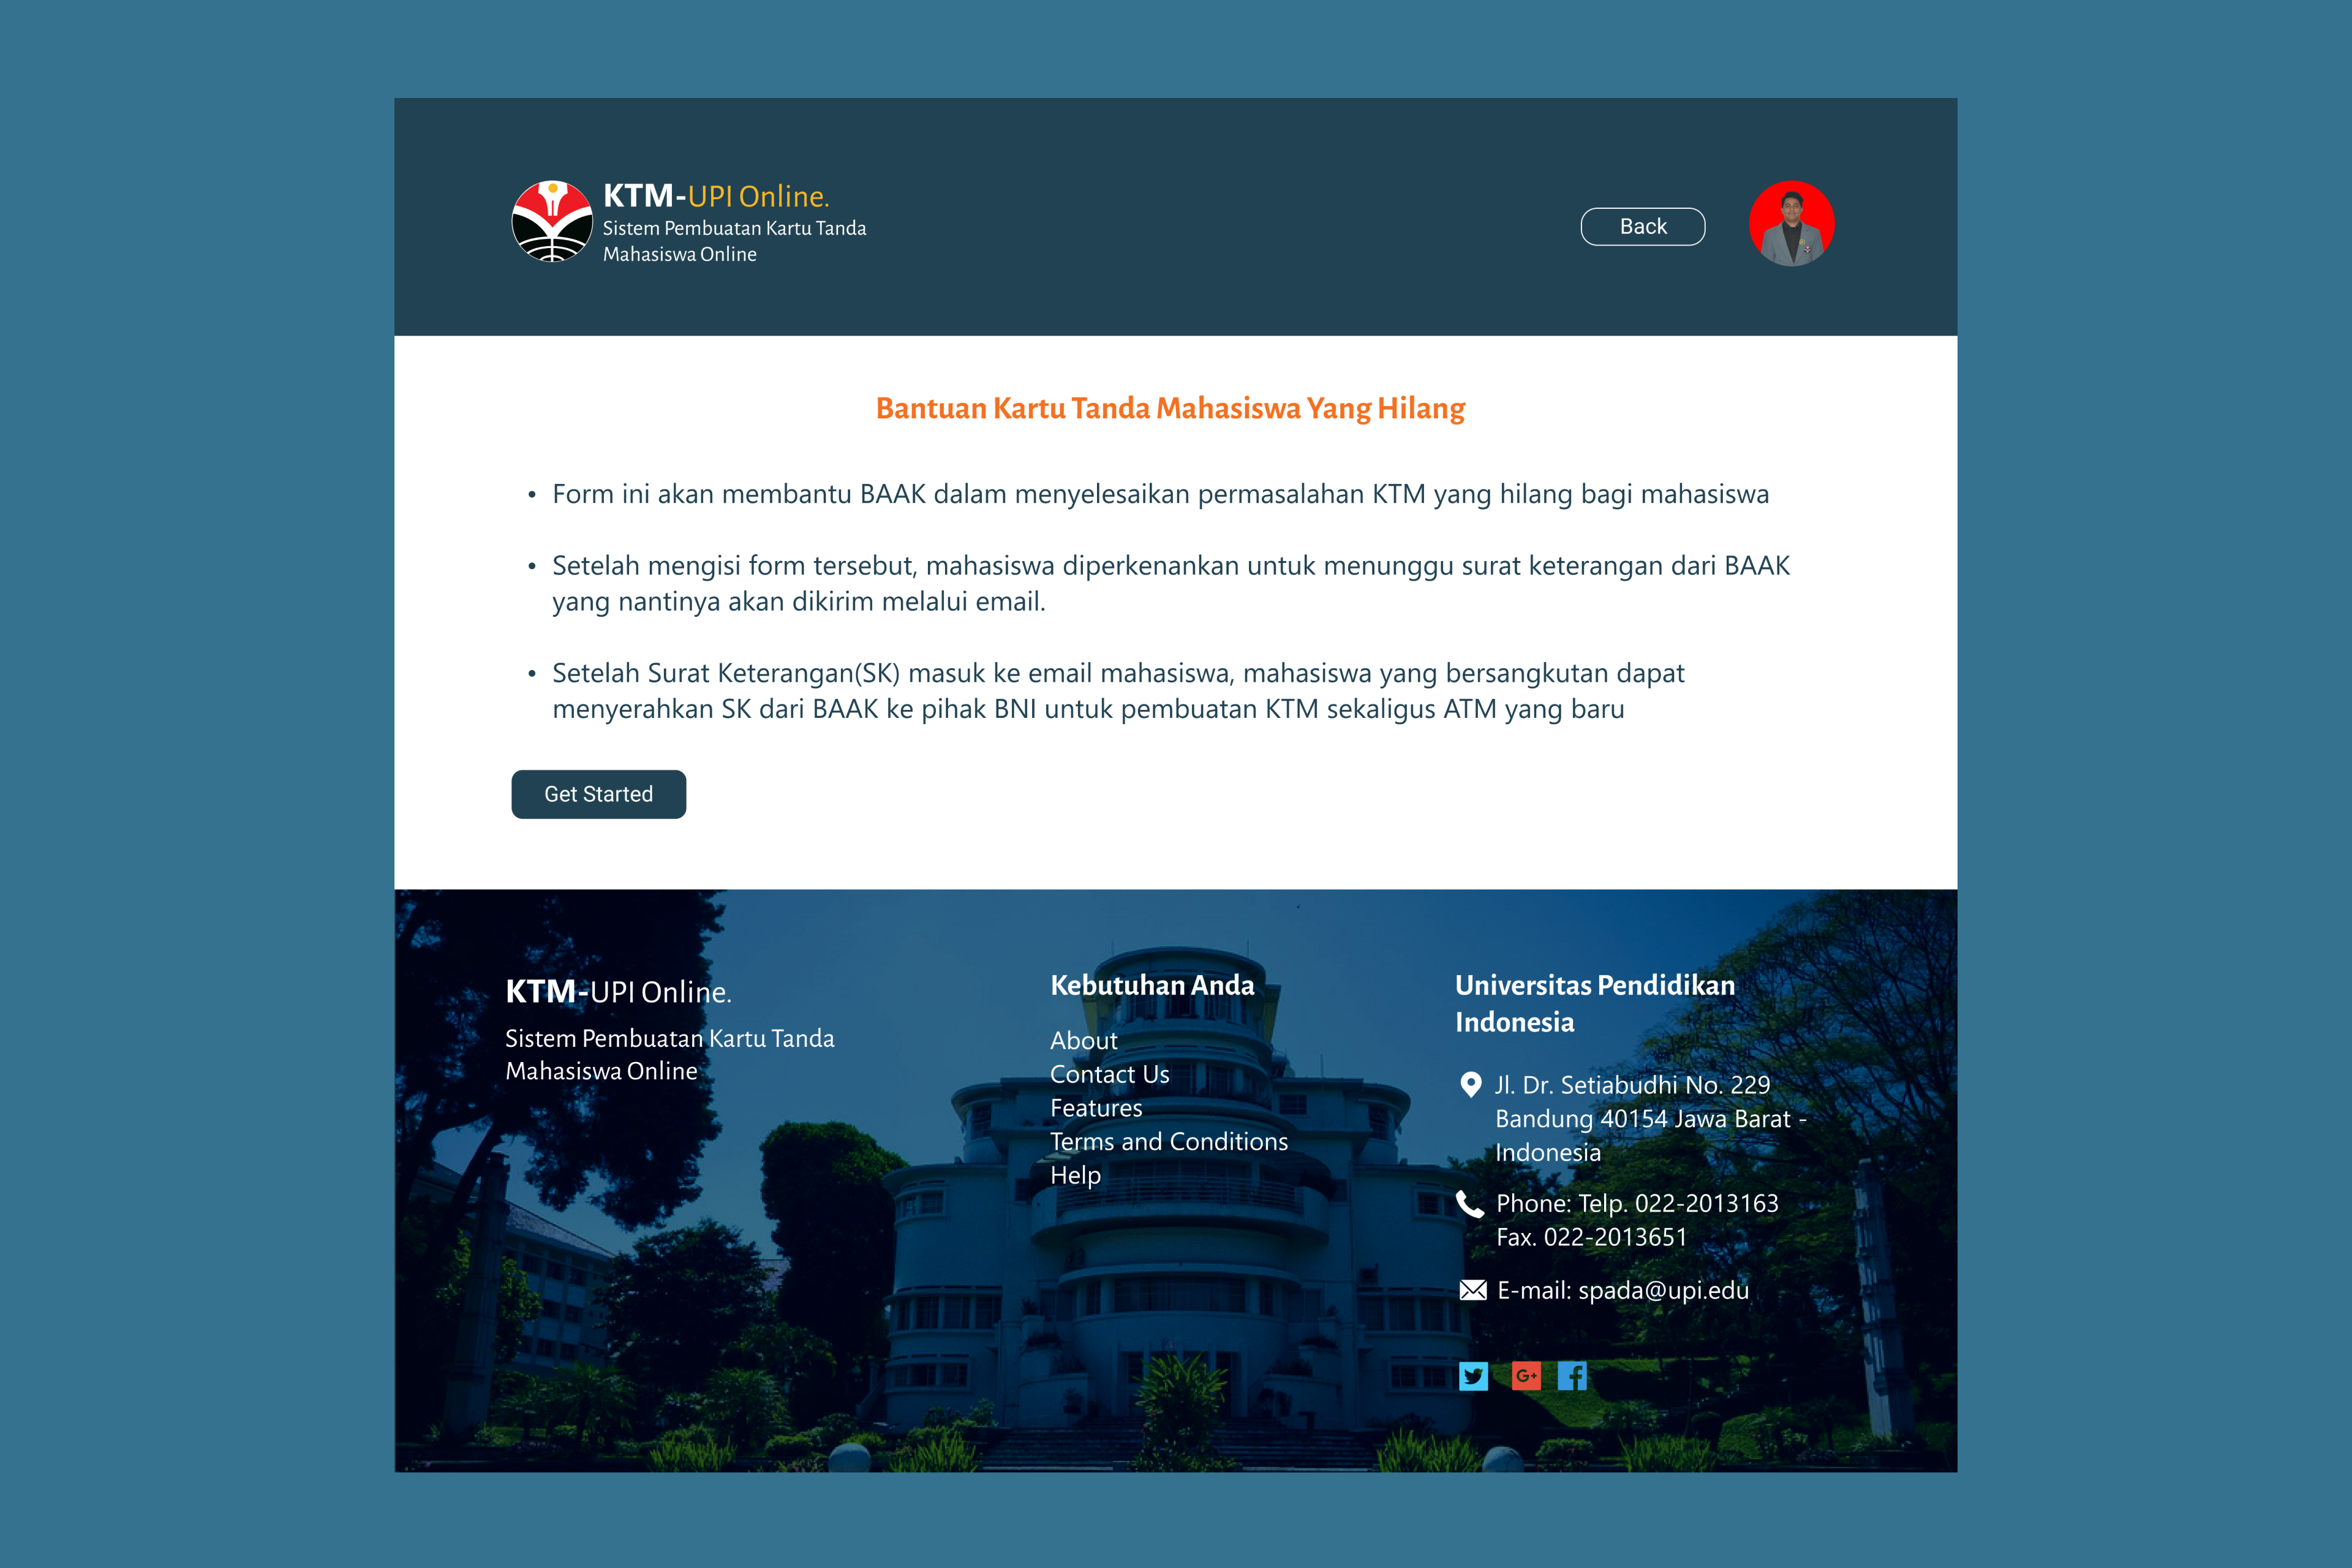 KTM-UPI Online.
Sistem Pembuatan Kartu Tanda
Mahasiswa Online
Back
Bantuan Kartu Tanda Mahasiswa Yang Hilang
• Form ini akan membantu BAAK dalam menyelesaikan permasalahan KTM yang hilang bagi mahasiswa
• Setelah mengisi form tersebut, mahasiswa diperkenankan untuk menunggu surat keterangan dari BAAK
yang nantinya akan dikirim melalui email.
• Setelah Surat Keterangan(SK) masuk ke email mahasiswa, mahasiswa yang bersangkutan dapat
menyerahkan SK dari BAAK ke pihak BNI untuk pembuatan KTM sekaligus ATM yang baru
Get Started
KTM-UPI Online.
Sistem Pembuatan Kartu Tanda
Mahasiswa Online
Kebutuhan Anda
About
Contact Us
Features
Terms and Conditions
Help
Universitas Pendidikan
Indonesia
Jl. Dr. Setiabudhi No. 229
Bandung 40154 Jawa Barat -
Indonesia
Phone: Telp. 022-2013163
Fax. 022-2013651
E-mail: spada@upi.edu
G+